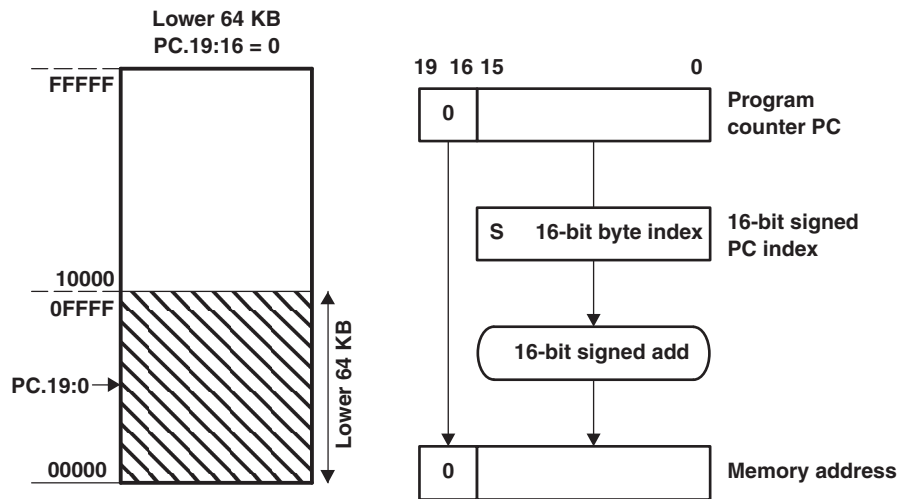 Lower 64 KB
PC.19:16 = 0
FFFFF
10000
0FFFF
PC.19:0
00000
Lower 64 KB
19 16 15 0
0
Program
counter PC
S 16-bit byte index
16-bit signed
PC index
16-bit signed add
0
Memory address